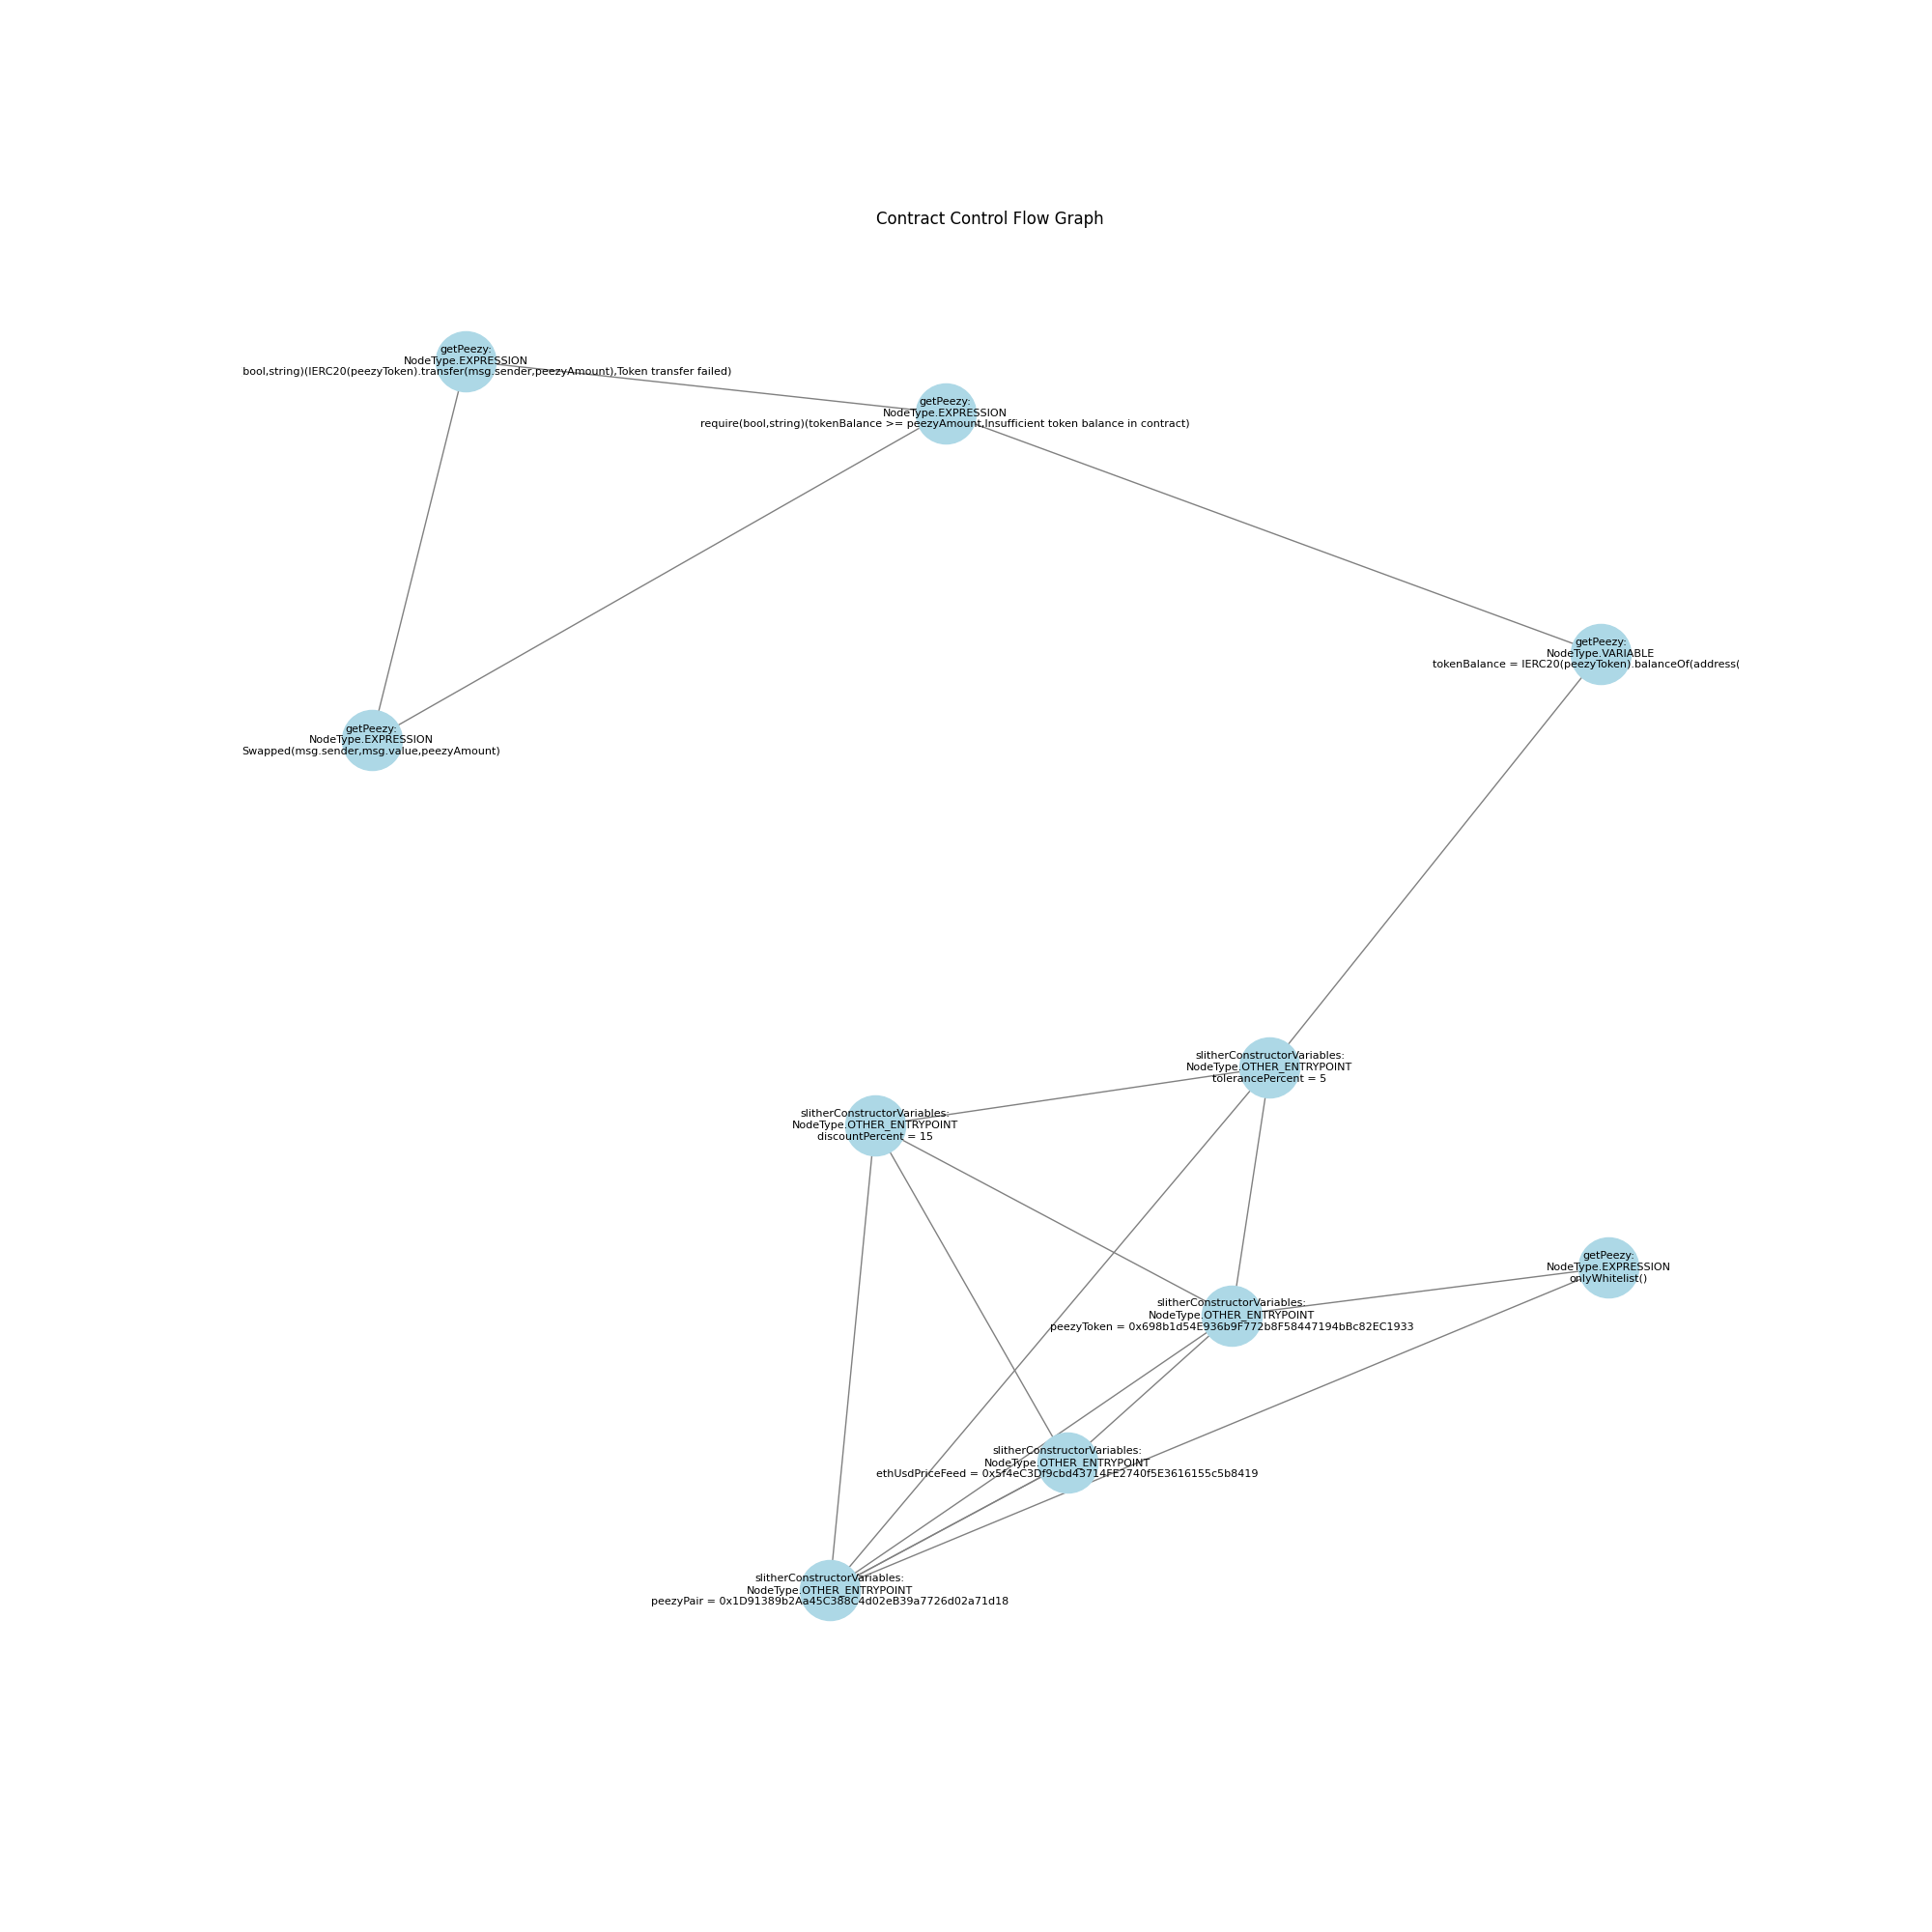 Contract Control Flow Graph
getPeezy:
NodeType.EXPRESSION
bool,string)(IERC20(peezyToken).transfer(msg.sender,peezyAmount),Token transfer failed)
getPeezy:
NodeType.EXPRESSION
require(bool,string)(tokenBalance >= peezyAmount,Insufficient token balance in contract)
getPeezy:
NodeType.VARIABLE
tokenBalance = IERC20(peezyToken).balanceOf(address(
getPeezy:
NodeType.EXPRESSION
Swapped(msg.sender,msg.value,peezyAmount)
slitherConstructorVariables:
NodeType.OTHER_ENTRYPOINT
tolerancePercent = 5
slitherConstructorVariables:
NodeType.OTHER_ENTRYPOINT
discountPercent = 15
getPeezy:
NodeType.EXPRESSION
onlyWhitelist()
slitherConstructorVariables:
NodeType.OTHER_ENTRYPOINT
peezyToken = 0x698b1d54E936b9F772b8F58447194bBc82EC1933
slitherConstructorVariables:
NodeType.OTHER_ENTRYPOINT
ethUsdPriceFeed = 0x5f4eC3Df9cbd43714FE2740f5E3616155c5b8419
slitherConstructorVariables:
NodeType.OTHER_ENTRYPOINT
peezyPair = 0x1D91389b2Aa45C388C4d02eB39a7726d02a71d18